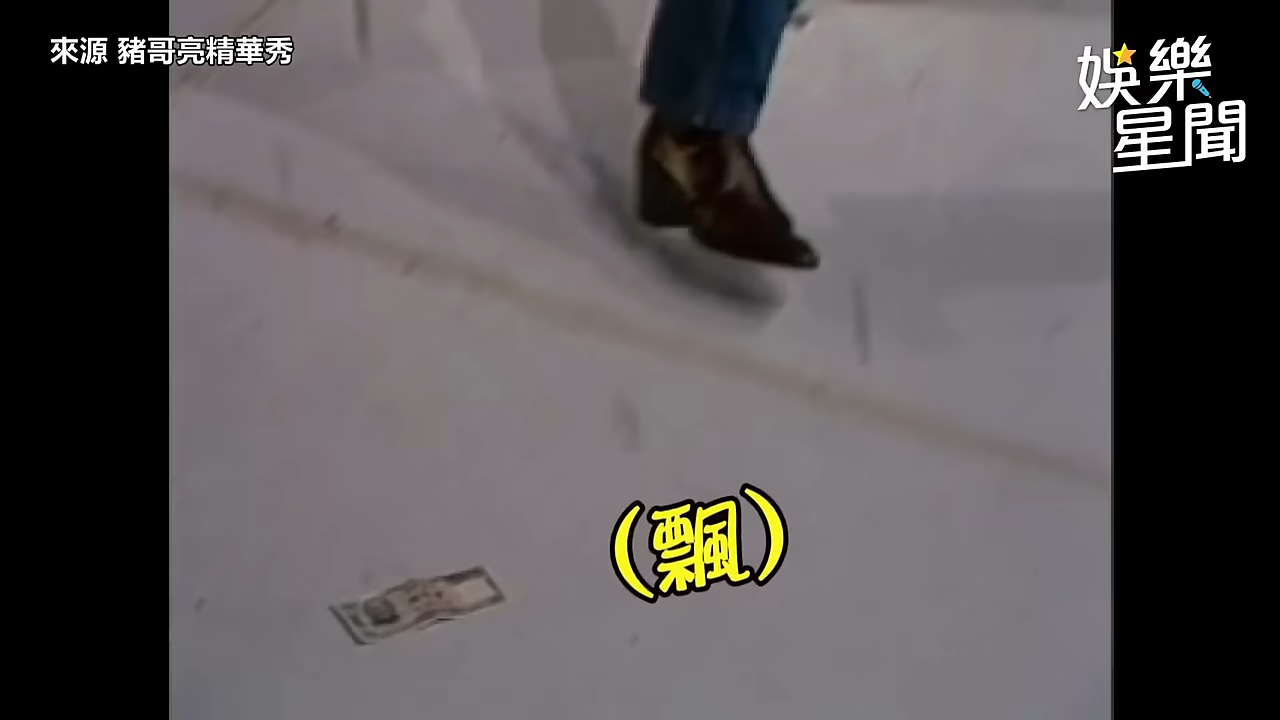 來源 豬哥亮精華秀
娛樂
星聞
（飄）